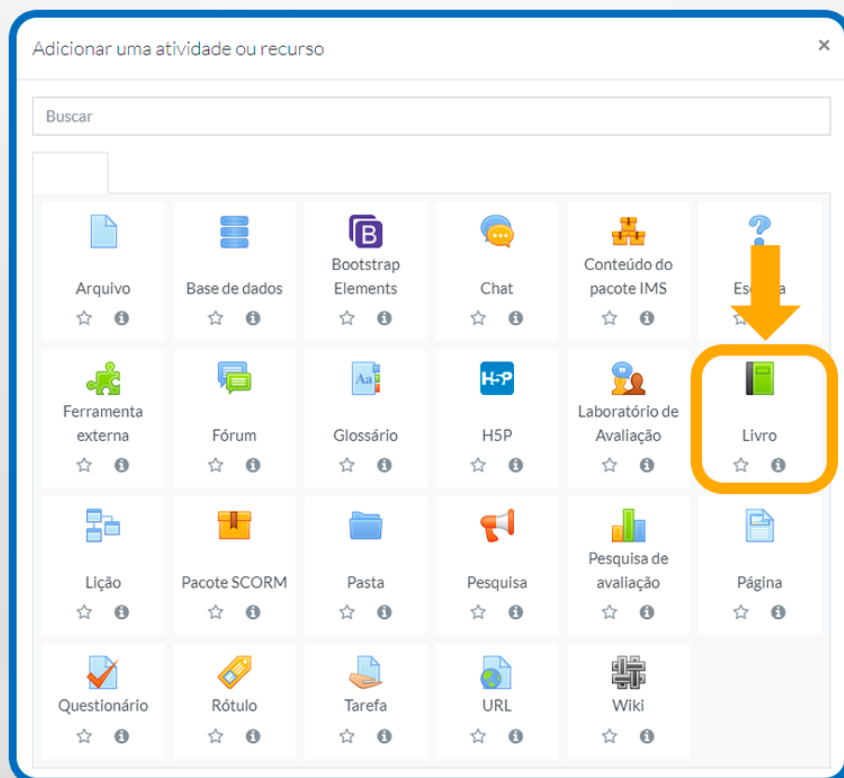 Adicionar uma atividade ou recurso ×
Buscar
Arquivo
Base de dados
Bootstrap
Elements
Chat
Conteúdo do
pacote IMS
Ferramenta
externa
Fórum
Glossário
H5P
Laboratório de
Avaliação
Livro
Lição
Pacote SCORM
Pasta
Pesquisa
Pesquisa de
avaliação
Página
Questionário
Rótulo
Tarefa
URL
Wiki